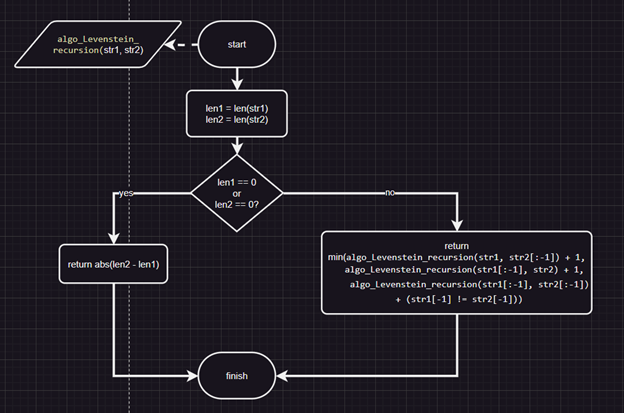 algo_Levenstein_
recursion(str1, str2)
start
len1 = len(str1)
len2 = len(str2)
len1 == 0
or
len2 == 0?
yes
no
return abs(len2 - len1)
return
min(algo_Levenstein_recursion(str1, str2[:-1]) + 1,
algo_Levenstein_recursion(str1[:-1], str2) + 1,
algo_Levenstein_recursion(str1[:-1], str2[:-1])
+ (str1[-1] != str2[-1]))
finish